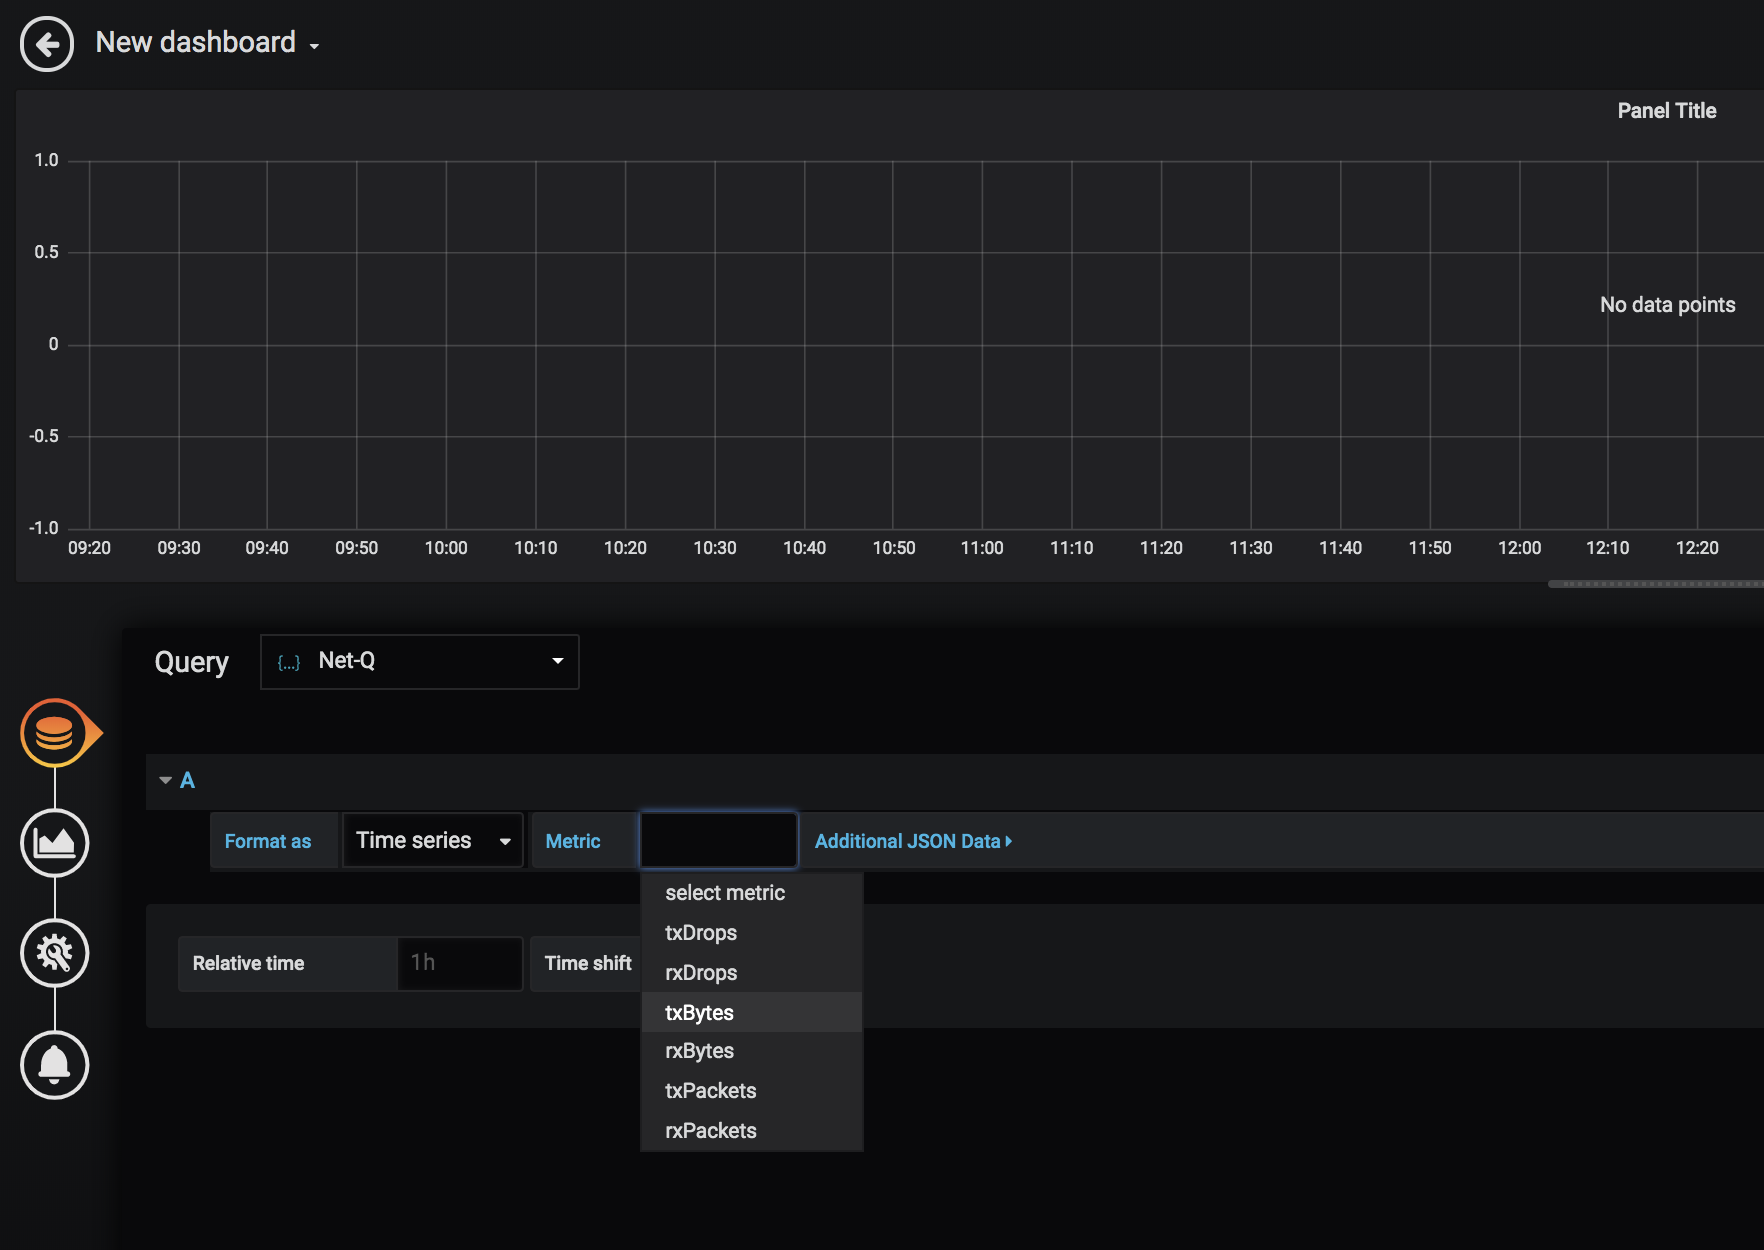 New dashboard
Panel Title
1.0
0.5
0
-0.5
-1.0
No data points
09:20 09:30 09:40 09:50 10:00 10:10 10:20 10:30 10:40 10:50 11:00 11:10 11:20 11:30 11:40 11:50 12:00 12:10 12:20
Query {...} Net-Q
A
Format as Time series Metric Additional JSON Data
select metric
txDrops
rxDrops
txBytes
rxBytes
txPackets
rxPackets
Relative time 1h Time shift